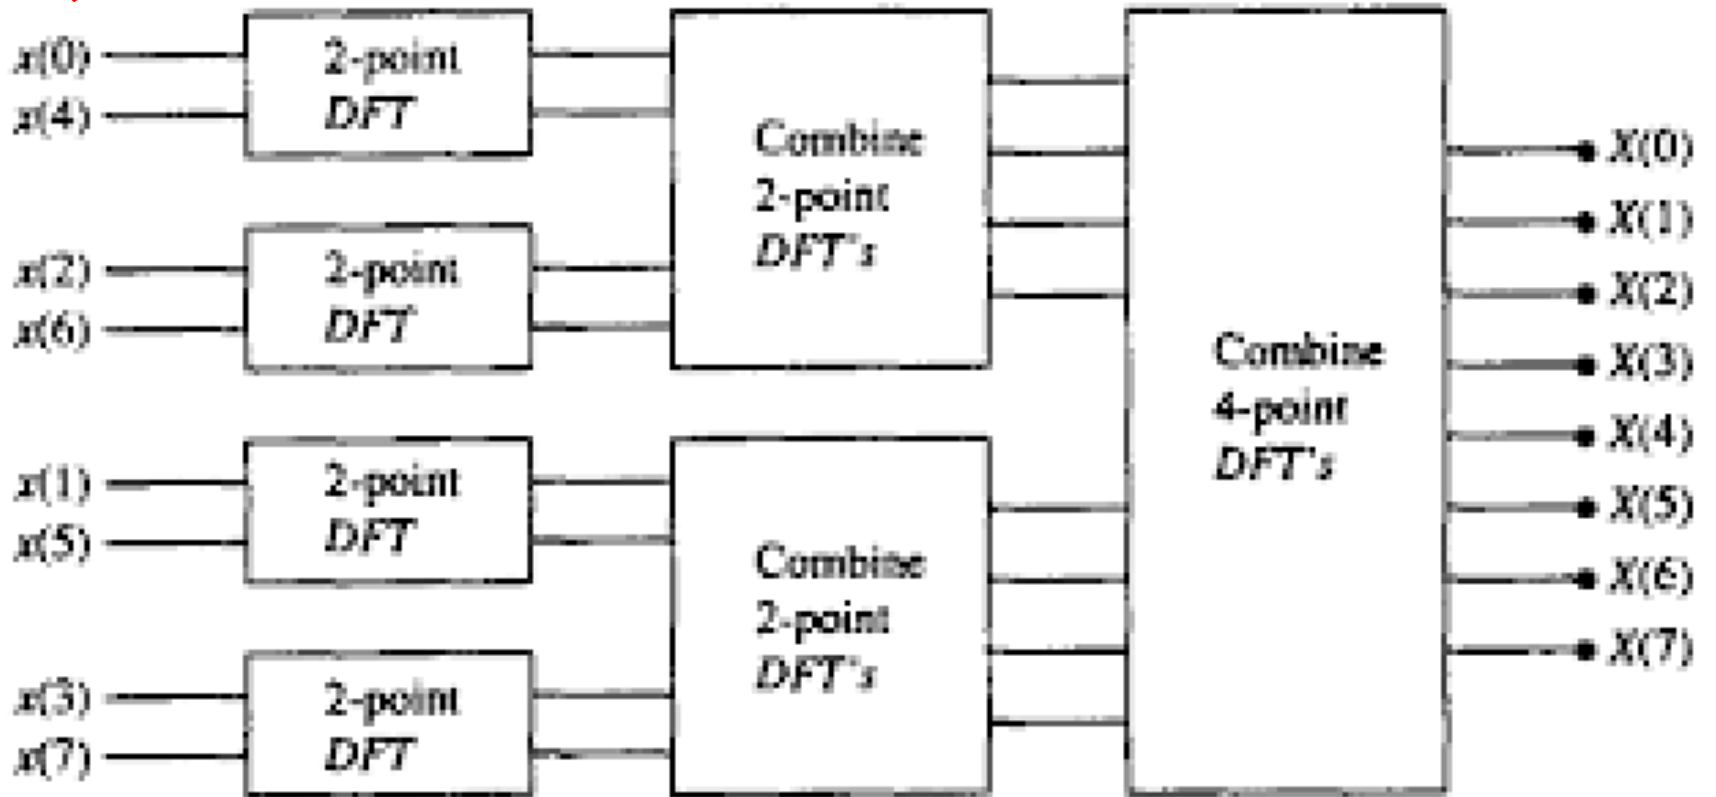 x(0)
x(4)
2-point
DFT
x(2)
x(6)
2-point
DFT
x(1)
x(5)
2-point
DFT
x(3)
x(7)
2-point
DFT
Combine
2-point
DFT's
Combine
2-point
DFT's
Combine
4-point
DFT's
X(0)
X(1)
X(2)
X(3)
X(4)
X(5)
X(6)
X(7)